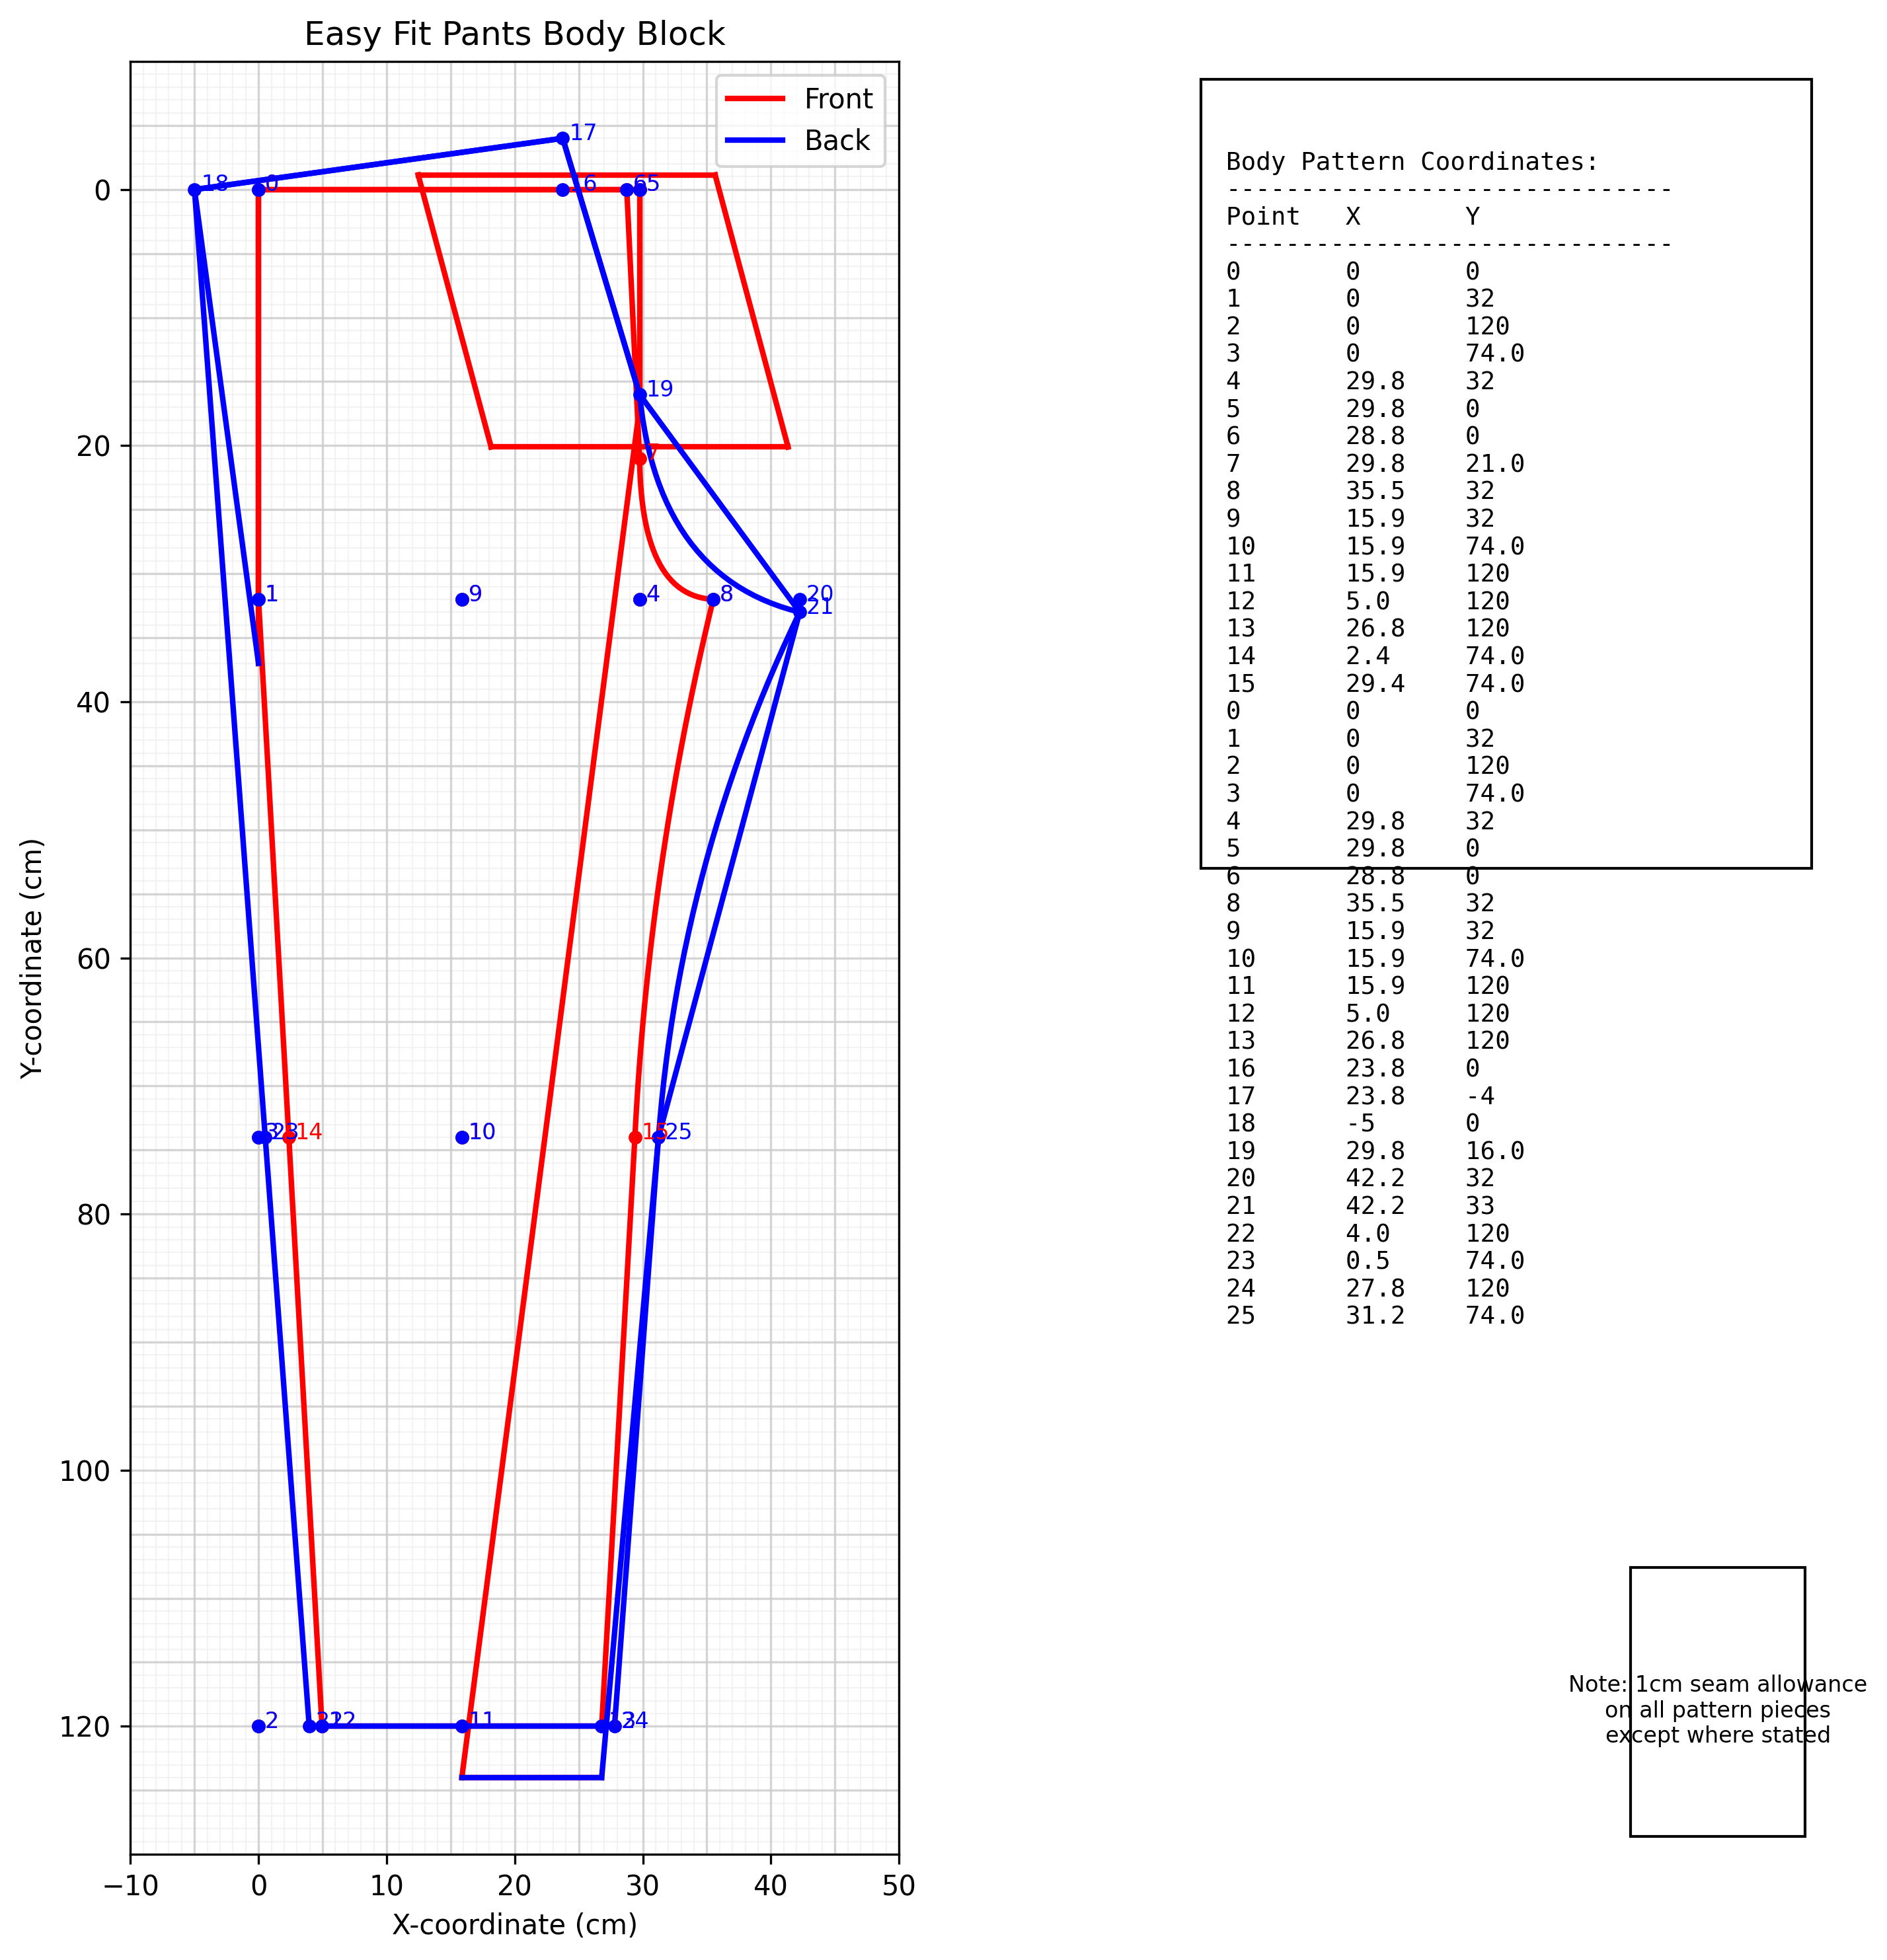 Easy Fit Pants Body Block
Front
Back
Y-coordinate (cm)
0
20
40
60
80
100
120
17
18
0
16
6
5
19
7
1
9
4
8
20
21
3
23
14
10
15
25
2
22
12
11
13
24
−10
0
10
20
30
40
50
X-coordinate (cm)
Body Pattern Coordinates:
------------------------------
Point X Y
------------------------------
0 0 0
1 0 32
2 0 120
3 0 74.0
4 29.8 32
5 29.8 0
6 28.8 0
7 29.8 21.0
8 35.5 32
9 15.9 32
10 15.9 74.0
11 15.9 120
12 5.0 120
13 26.8 120
14 2.4 74.0
15 29.4 74.0
0 0 0
1 0 32
2 0 120
3 0 74.0
4 29.8 32
5 29.8 0
6 28.8 0
8 35.5 32
9 15.9 32
10 15.9 74.0
11 15.9 120
12 5.0 120
13 26.8 120
16 23.8 0
17 23.8 -4
18 -5 0
19 29.8 16.0
20 42.2 32
21 42.2 33
22 4.0 120
23 0.5 74.0
24 27.8 120
25 31.2 74.0
Note: 1cm seam allowance
on all pattern pieces
except where stated